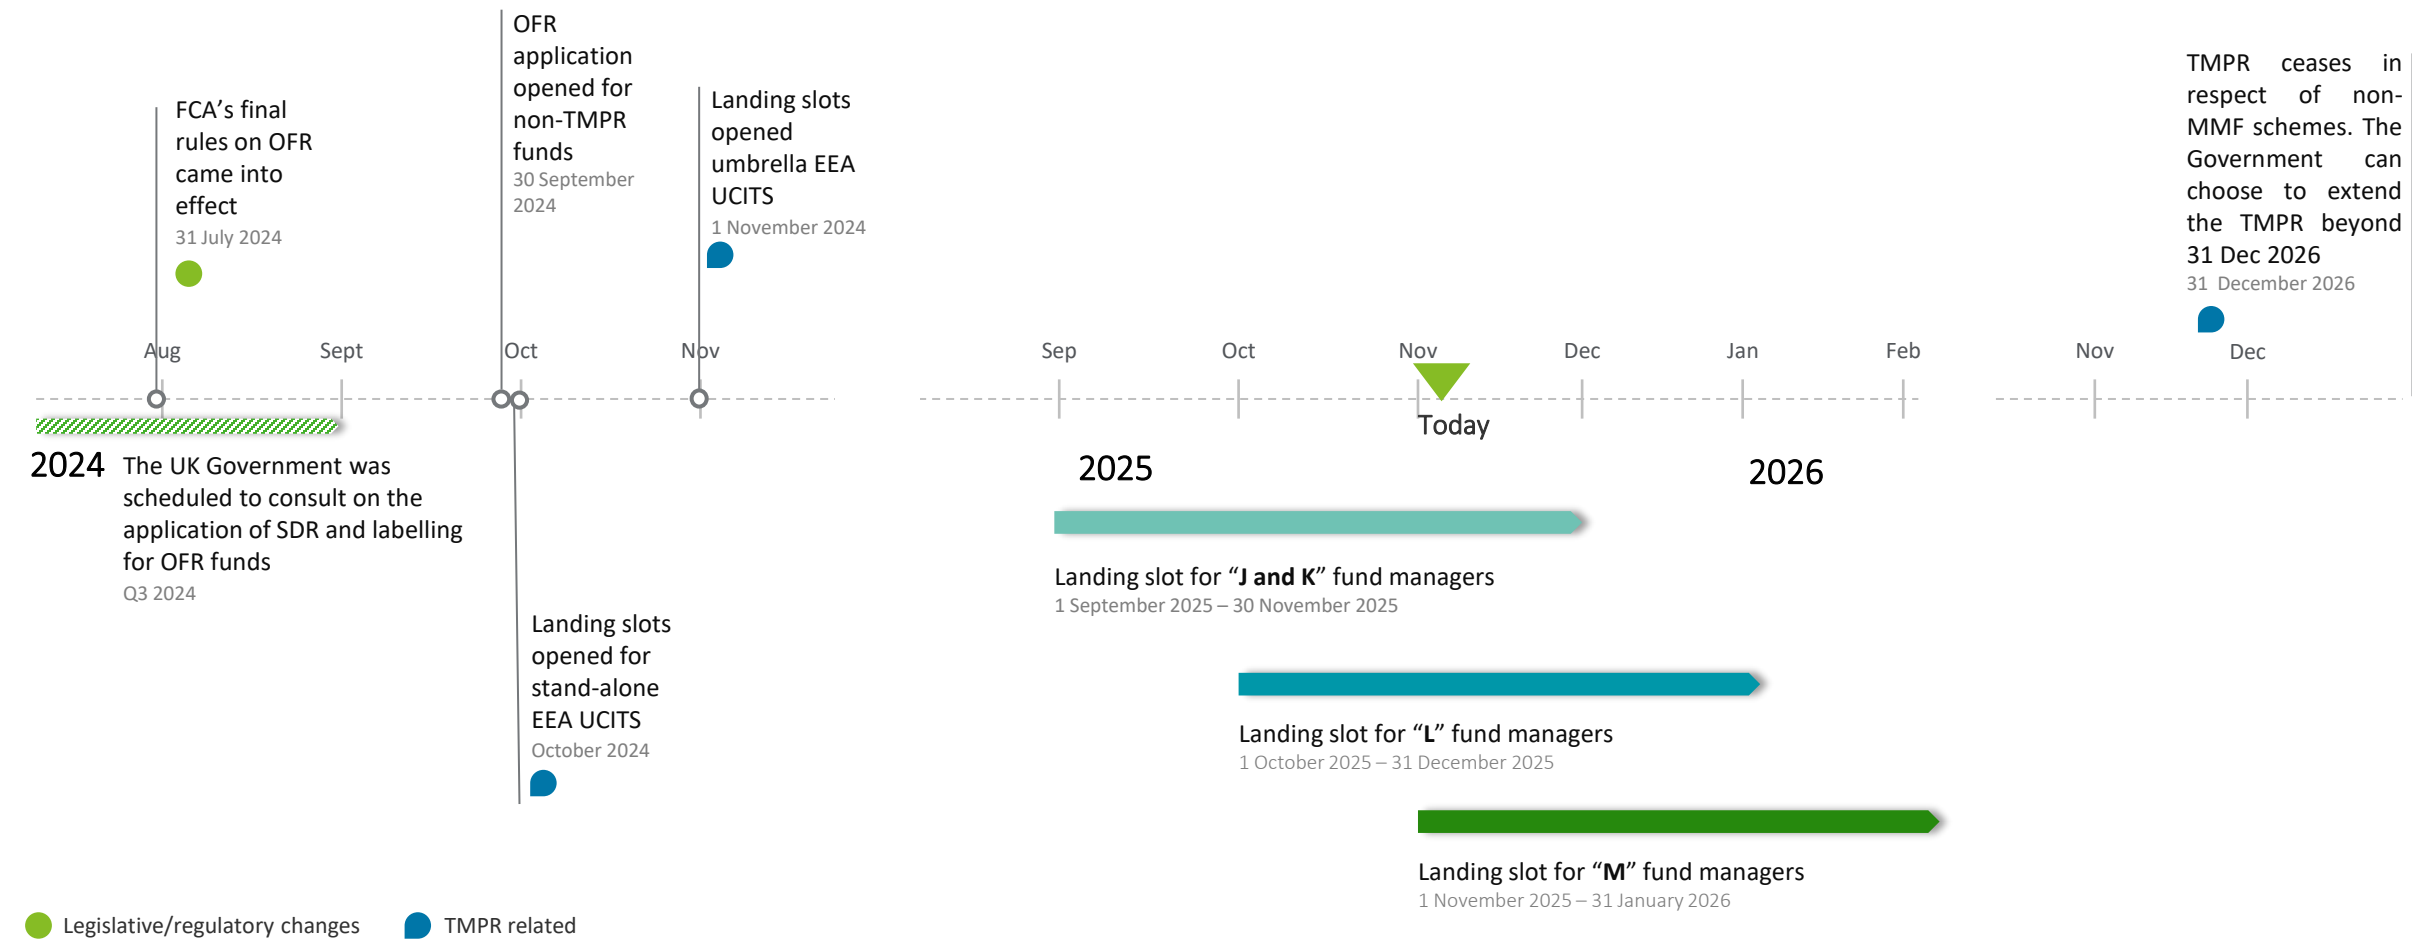 OFR
application
opened for
non-TMPR
funds
30 September
2024
FCA’s final
rules on OFR
came into
effect
31 July 2024
Landing slots
opened
umbrella EEA
UCITS
1 November 2024
TMPR ceases in
respect of non-
MMF schemes. The
Government can
choose to extend
the TMPR beyond
31 Dec 2026
31 December 2026
Aug Sept Oct Nov Sep Oct Nov Dec Jan Feb Nov Dec
Today
2024
2025
2026
The UK Government was
scheduled to consult on the
application of SDR and labelling
for OFR funds
Q3 2024
Landing slots
opened for
stand-alone
EEA UCITS
October 2024
Landing slot for “J and K” fund managers
1 September 2025 – 30 November 2025
Landing slot for “L” fund managers
1 October 2025 – 31 December 2025
Landing slot for “M” fund managers
1 November 2025 – 31 January 2026
Legislative/regulatory changes
TMPR related